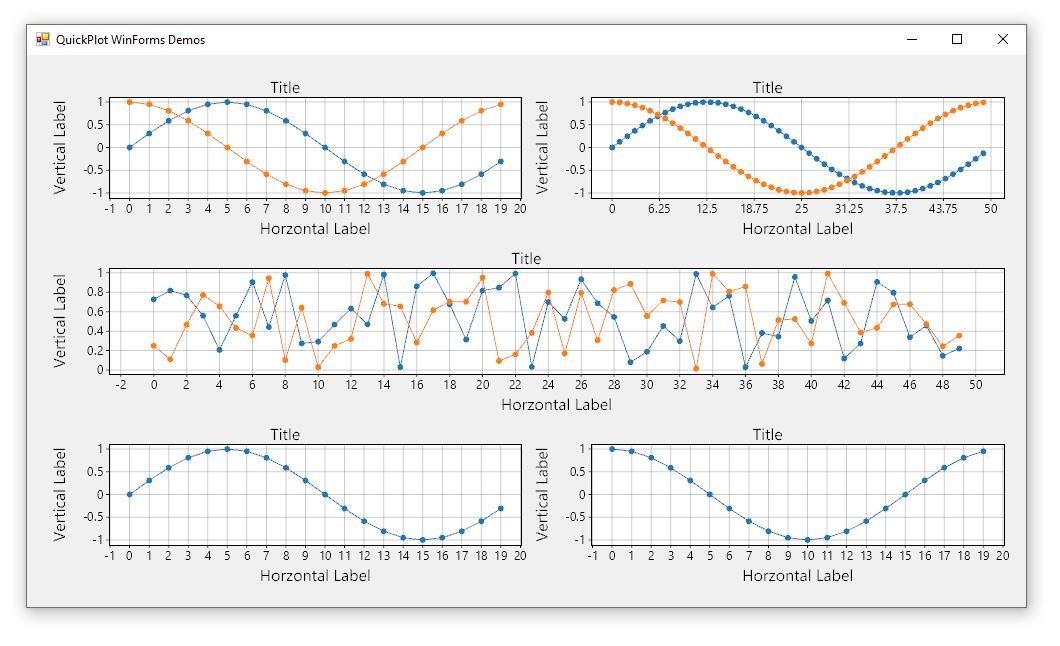 QuickPlot WinForms Demos
Title
Vertical Label
1
0.5
0
-0.5
-1
-1 0 1 2 3 4 5 6 7 8 9 10 11 12 13 14 15 16 17 18 19 20
Horzontal Label
Title
Vertical Label
1
0.5
0
-0.5
-1
0 6.25 12.5 18.75 25 31.25 37.5 43.75 50
Horzontal Label
Title
Vertical Label
1
0.8
0.6
0.4
0.2
0
-2 0 2 4 6 8 10 12 14 16 18 20 22 24 26 28 30 32 34 36 38 40 42 44 46 48 50
Horzontal Label
Title
Vertical Label
1
0.5
0
-0.5
-1
-1 0 1 2 3 4 5 6 7 8 9 10 11 12 13 14 15 16 17 18 19 20
Horzontal Label
Title
Vertical Label
1
0.5
0
-0.5
-1
-1 0 1 2 3 4 5 6 7 8 9 10 11 12 13 14 15 16 17 18 19 20
Horzontal Label